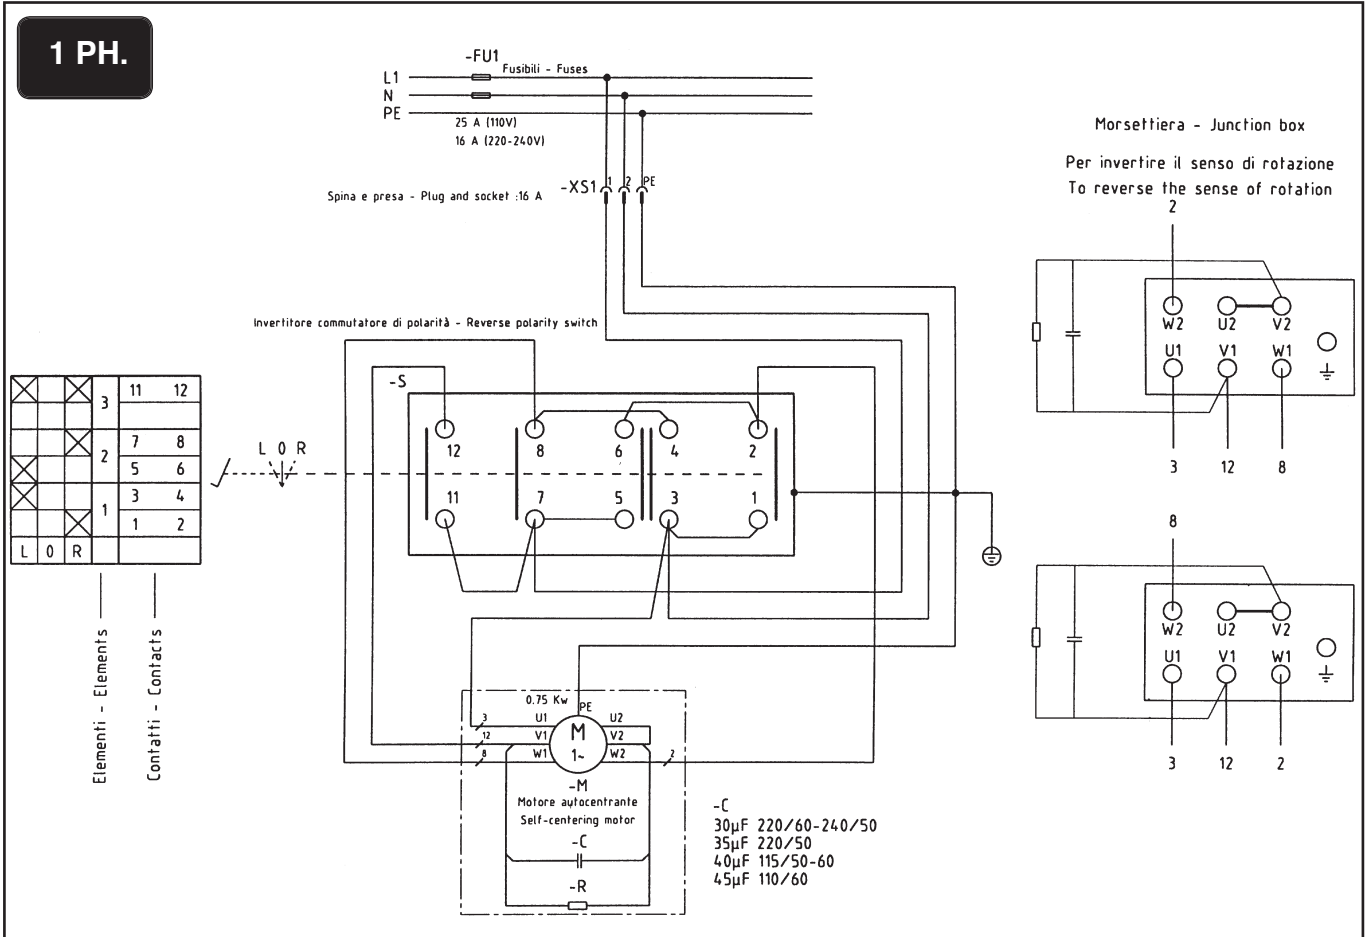 1 PH.
-FU1
Fusibili - Fuses
L1
N
PE
25 A (110V)
16 A (220-240V)
-XS1 1 2 PE
Spina e presa - Plug and socket :16 A
Morsettiera - Junction box
Per invertire il senso di rotazione
To reverse the sense of rotation
2
W2 U2 V2
U1 V1 W1
3 12 8
8
W2 U2 V2
U1 V1 W1
3 12 2
Invertitore commutatore di polarità - Reverse polarity switch
-S
12 8 6 4 2
11 7 5 3 1
L 0 R
3 11 12
2 7 8
5 6
1 3 4
1 2
L 0 R
Elementi - Elements
Contatti - Contacts
0.75 Kw PE
3 U1 M U2
12 V1 1~ V2
8 W1 W2 2
-M
Motore autocentrante
Self-centering motor
-C
-R
-C
30µF 220/60-240/50
35µF 220/50
40µF 115/50-60
45µF 110/60